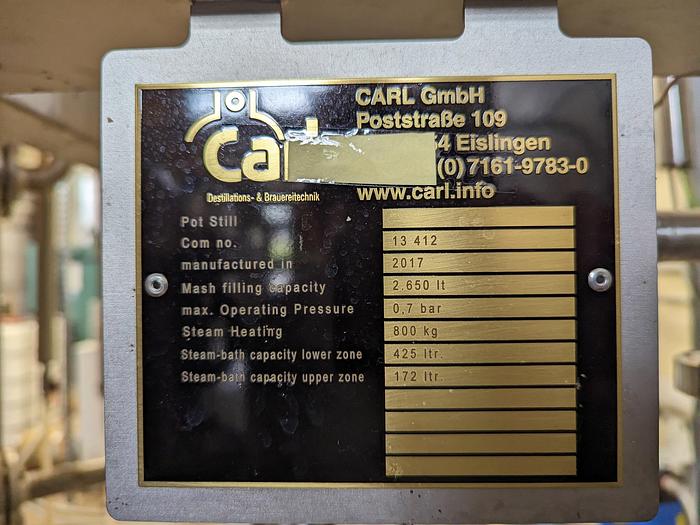 Carl
Destillations- & Brauereitechnik
CARL GmbH
Poststraße 109
54 Eislingen
(0) 7161-9783-0
www.carl.info
Pot Still
Com no. 13 412
manufactured in 2017
Mash filling capacity 2.650 lt
max. Operating Pressure 0,7 bar
Steam Heating 800 kg
Steam-bath capacity lower zone 425 ltr.
Steam-bath capacity upper zone 172 ltr.